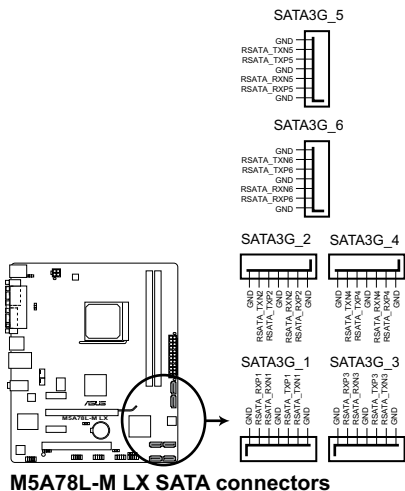 SATA3G_5
GND
RSATA_TXN5
RSATA_TXP5
GND
RSATA_RXN5
RSATA_RXP5
GND
SATA3G_6
GND
RSATA_TXN6
RSATA_TXP6
GND
RSATA_RXN6
RSATA_RXP6
GND
SATA3G_2
GND
RSATA_TXN2
RSATA_TXP2
GND
RSATA_RXN2
RSATA_RXP2
GND
SATA3G_4
GND
RSATA_TXN4
RSATA_TXP4
GND
RSATA_RXN4
RSATA_RXP4
GND
SATA3G_1
GND
RSATA_RXP1
RSATA_RXN1
GND
RSATA_TXP1
RSATA_TXN1
GND
SATA3G_3
GND
RSATA_RXP3
RSATA_RXN3
GND
RSATA_TXP3
RSATA_TXN3
GND
ASUS
M5A78L-M LX
M5A78L-M LX SATA connectors